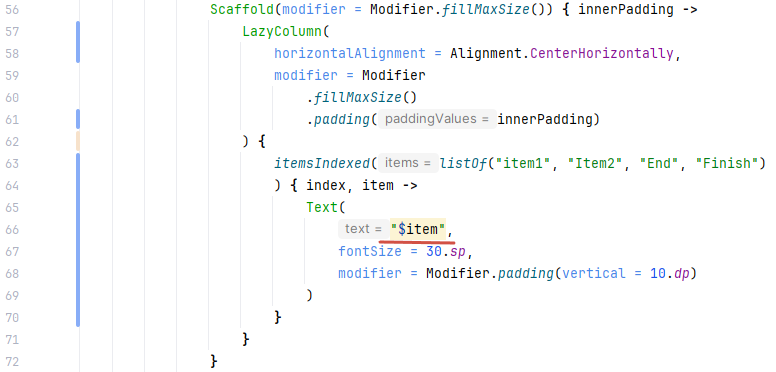 56 Scaffold(modifier = Modifier.fillMaxSize()) { innerPadding ->
57 LazyColumn(
58 horizontalAlignment = Alignment.CenterHorizontally,
59 modifier = Modifier
60 .fillMaxSize()
61 .padding( paddingValues = innerPadding)
62 ) {
63 itemsIndexed( items = listOf("item1", "Item2", "End", "Finish")
64 ) { index, item ->
65 Text(
66 text = "$item",
67 fontSize = 30.sp,
68 modifier = Modifier.padding(vertical = 10.dp)
69 )
70 }
71 }
72 }